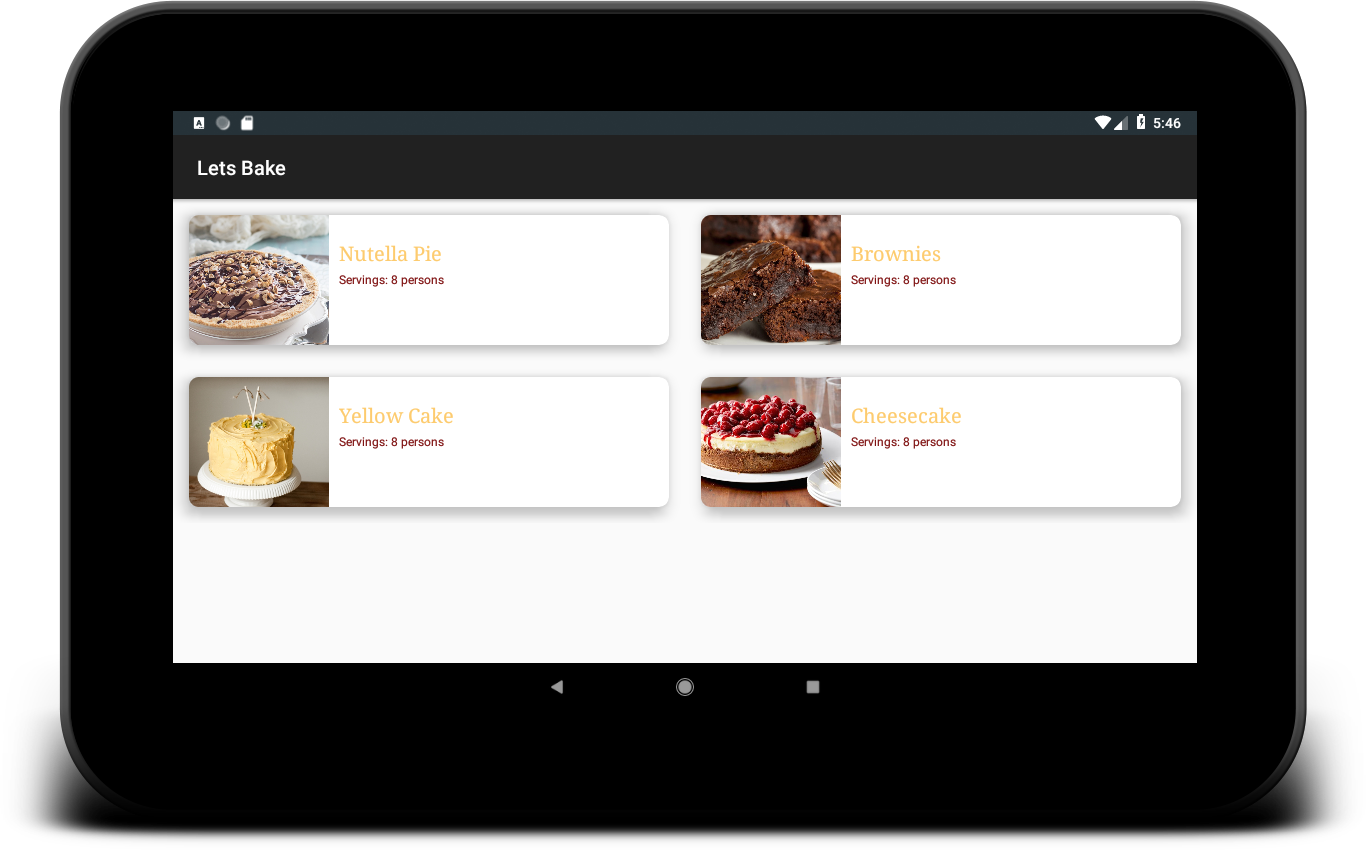 5:46
Lets Bake
Nutella Pie
Servings: 8 persons
Brownies
Servings: 8 persons
Yellow Cake
Servings: 8 persons
Cheesecake
Servings: 8 persons